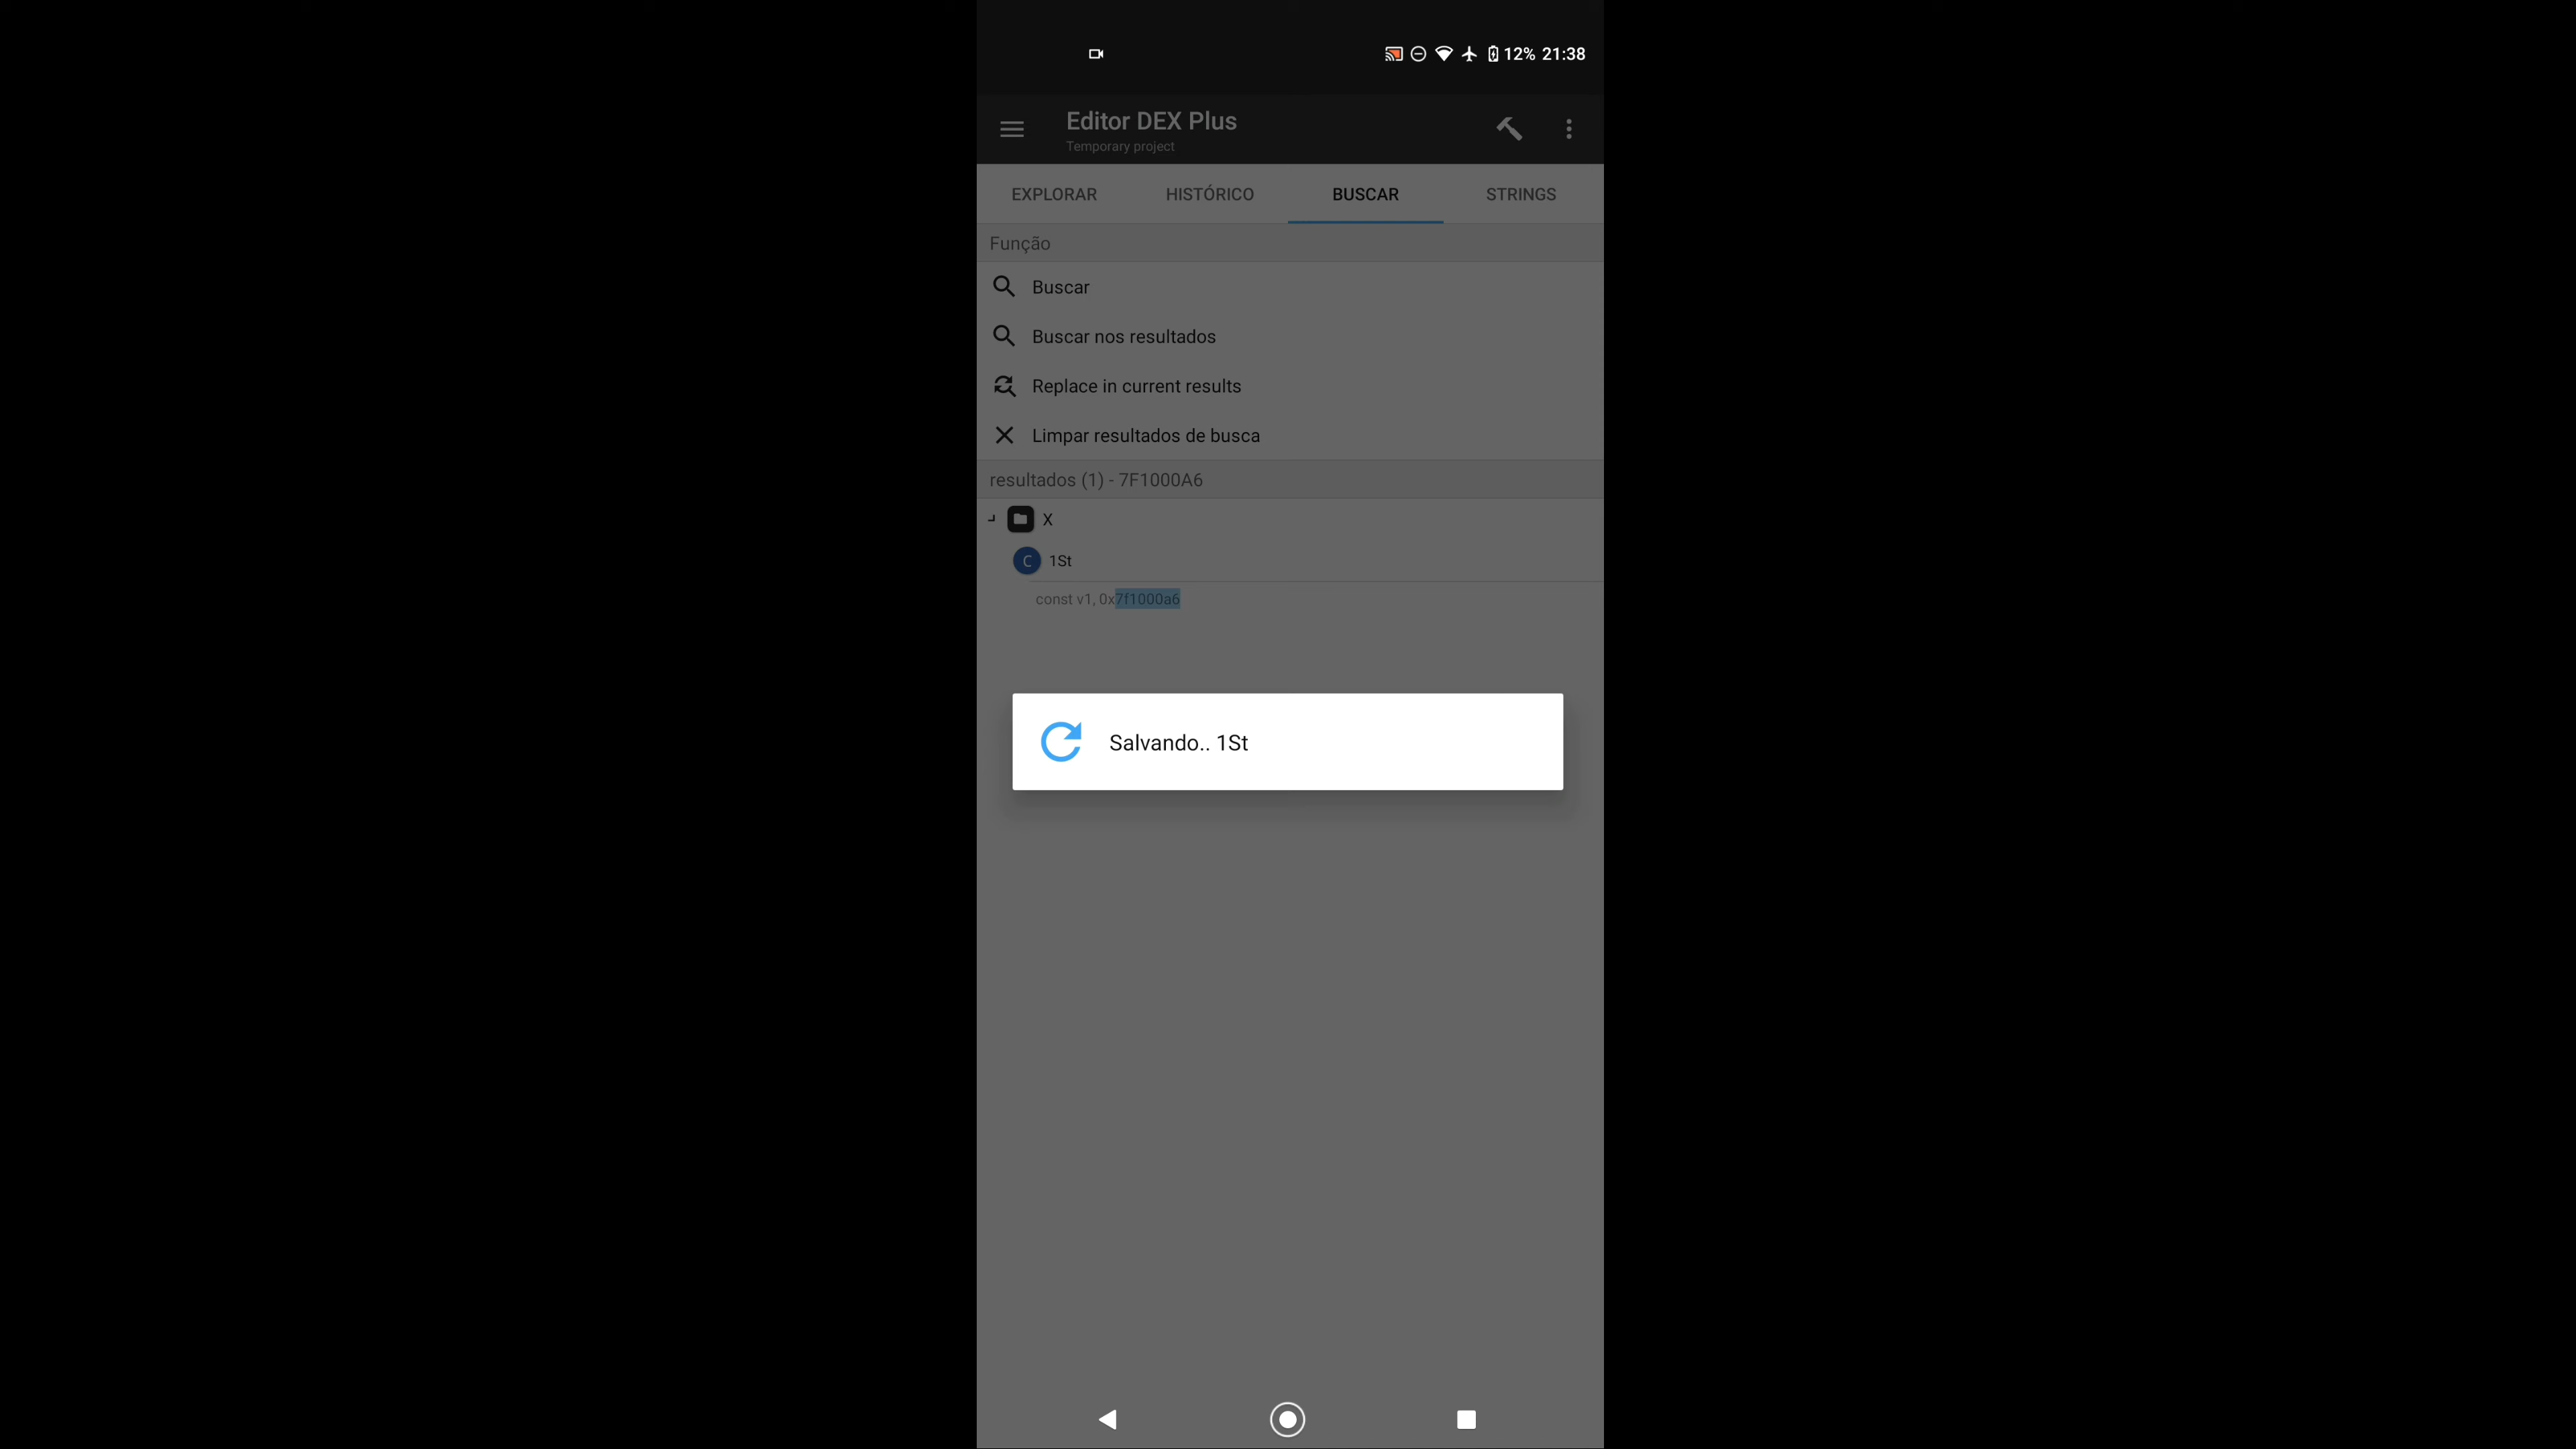 12% 21:38
Editor DEX Plus
Temporary project
EXPLORAR HISTÓRICO BUSCAR STRINGS
Função
Buscar
Buscar nos resultados
Replace in current results
Limpar resultados de busca
resultados (1) - 7F1000A6
X
C 1St
const v1, 0x7f1000a6
Salvando.. 1St